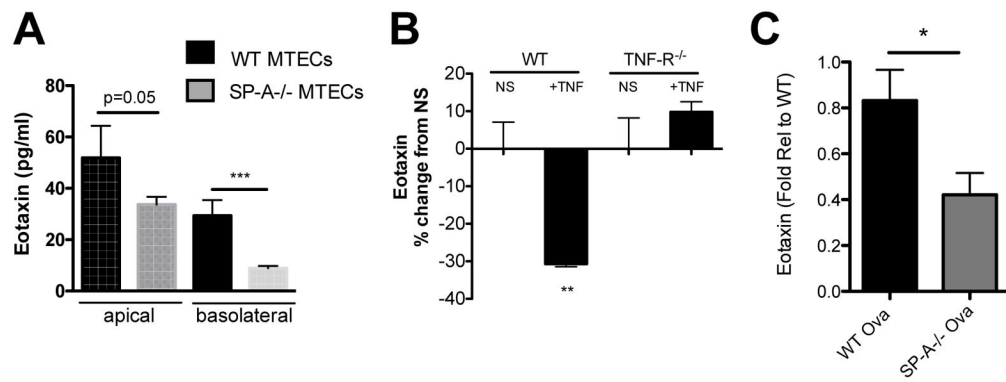 A
WT MTECs
SP-A-/- MTECs
Eotaxin (pg/ml)
80
60
40
20
0
p=0.05
***
apical
basolateral
B
WT
TNF-R-/-
NS
+TNF
NS
+TNF
Eotaxin
% change from NS
20
10
0
-10
-20
-30
-40
**
C
*
Eotaxin (Fold Rel to WT)
1.0
0.8
0.6
0.4
0.2
0.0
WT Ova
SP-A-/- Ova